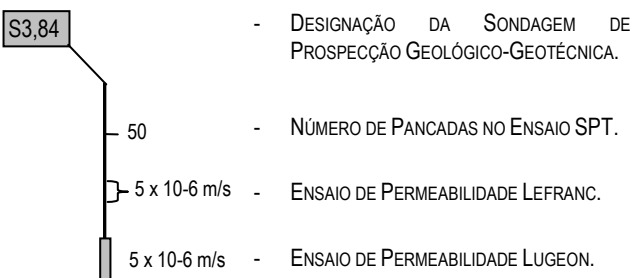 S3,84 - DESIGNAÇÃO DA SONDAGEM DE
PROSPECÇÃO GEOLÓGICO-GEOTÉCNICA.
50 - NÚMERO DE PANCADAS NO ENSAIO SPT.
5 x 10-6 m/s - ENSAIO DE PERMEABILIDADE LEFRANC.
5 x 10-6 m/s - ENSAIO DE PERMEABILIDADE LUGEON.